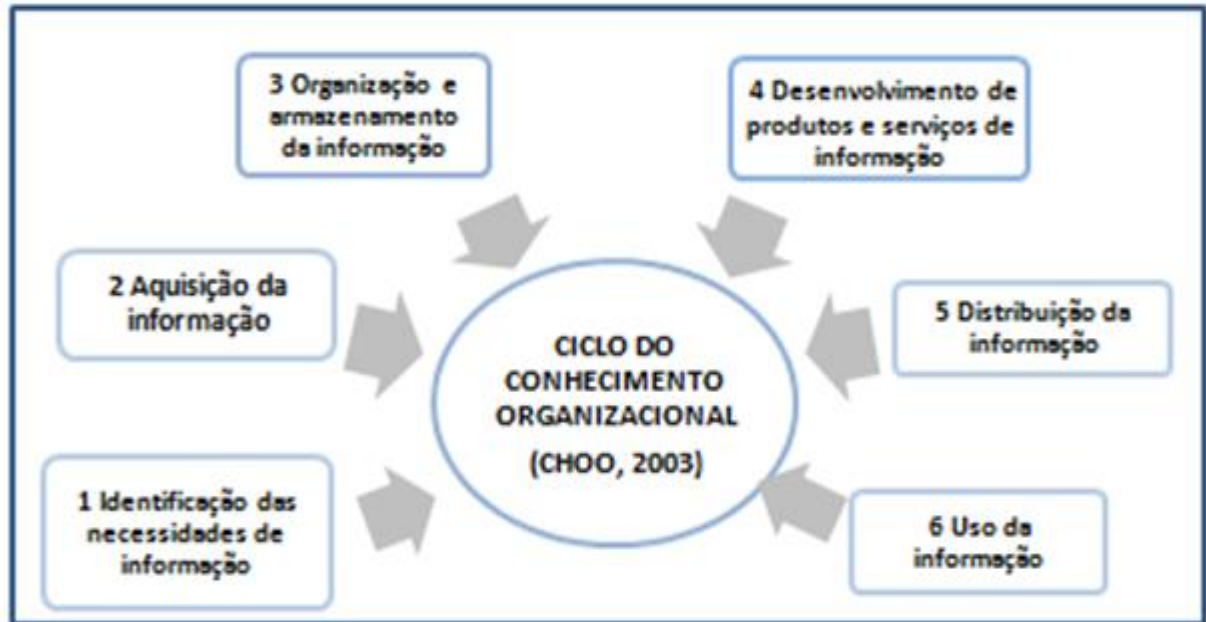 3 Organização e
armazenamento
da informação
4 Desenvolvimento de
produtos e serviços de
informação
2 Aquisição da
informação
5 Distribuição da
informação
CICLO DO
CONHECIMENTO
ORGANIZACIONAL
(CHOO, 2003)
1 Identificação das
necessidades de
informação
6 Uso da
informação